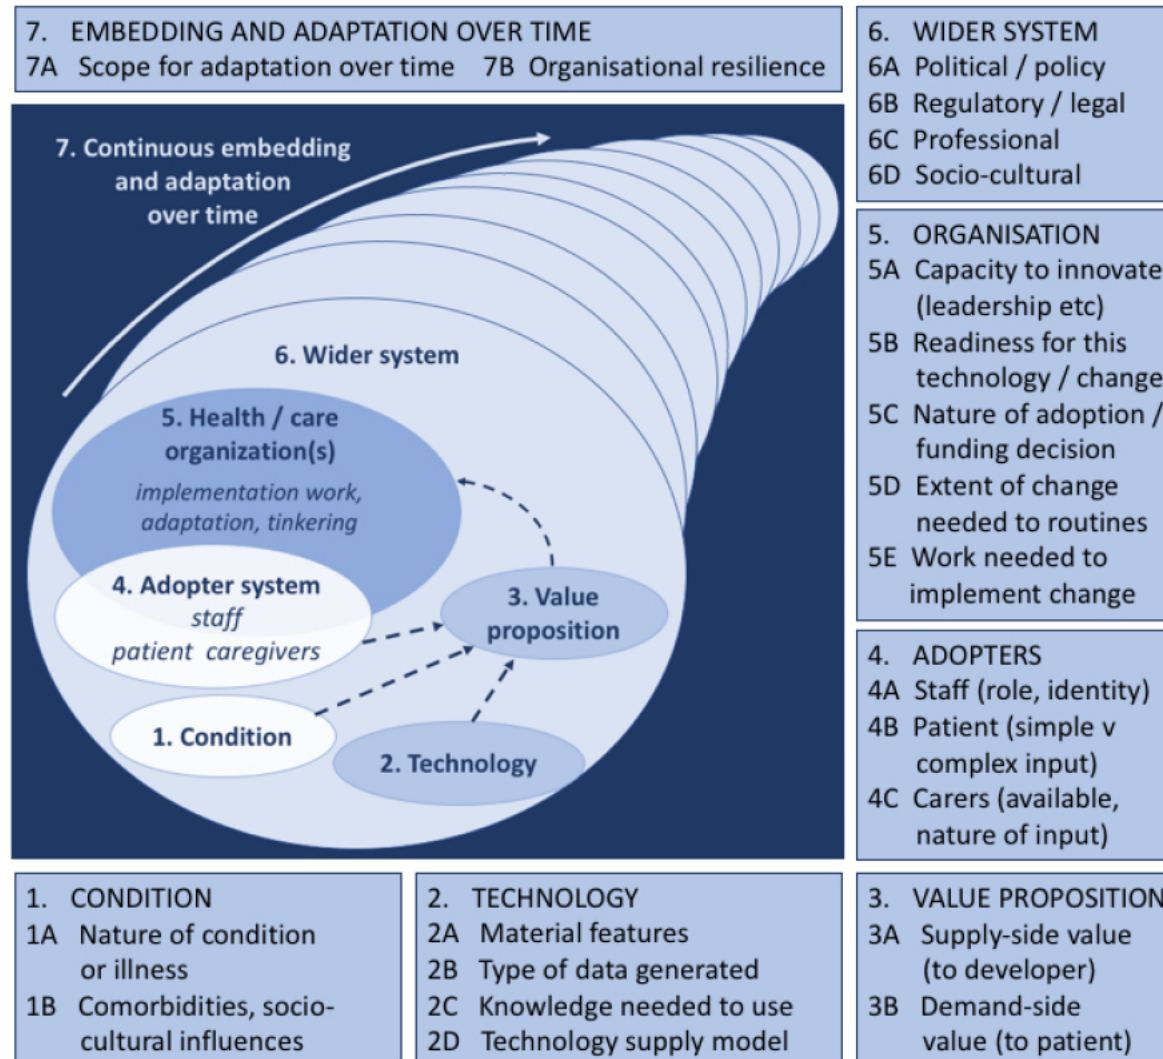 7. EMBEDDING AND ADAPTATION OVER TIME
7A Scope for adaptation over time 7B Organisational resilience
7. Continuous embedding
and adaptation
over time
6. Wider system
5. Health / care
organization(s)
implementation work,
adaptation, tinkering
4. Adopter system
staff
patient caregivers
3. Value
proposition
1. Condition
2. Technology
6. WIDER SYSTEM
6A Political / policy
6B Regulatory / legal
6C Professional
6D Socio-cultural
5. ORGANISATION
5A Capacity to innovate
(leadership etc)
5B Readiness for this
technology / change
5C Nature of adoption /
funding decision
5D Extent of change
needed to routines
5E Work needed to
implement change
4. ADOPTERS
4A Staff (role, identity)
4B Patient (simple v
complex input)
4C Carers (available,
nature of input)
1. CONDITION
1A Nature of condition
or illness
1B Comorbidities, socio-
cultural influences
2. TECHNOLOGY
2A Material features
2B Type of data generated
2C Knowledge needed to use
2D Technology supply model
3. VALUE PROPOSITION
3A Supply-side value
(to developer)
3B Demand-side
value (to patient)